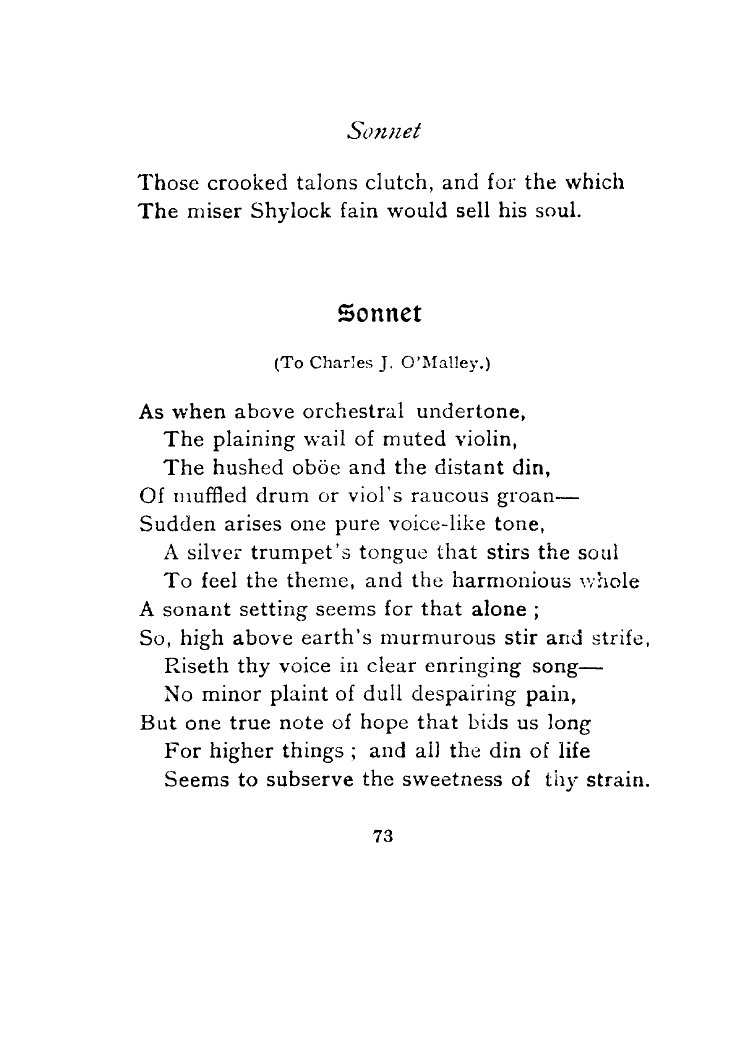 Sonnet
Those crooked talons clutch, and for the which
The miser Shylock fain would sell his soul.
Sonnet
(To Charles J. O'Malley.)
As when above orchestral undertone,
The plaining wail of muted violin,
The hushed oböe and the distant din,
Of muffled drum or viol's raucous groan—
Sudden arises one pure voice-like tone,
A silver trumpet's tongue that stirs the soul
To feel the theme, and the harmonious whole
A sonant setting seems for that alone ;
So, high above earth's murmurous stir and strife,
Riseth thy voice in clear enringing song—
No minor plaint of dull despairing pain,
But one true note of hope that bids us long
For higher things ; and all the din of life
Seems to subserve the sweetness of thy strain.
73